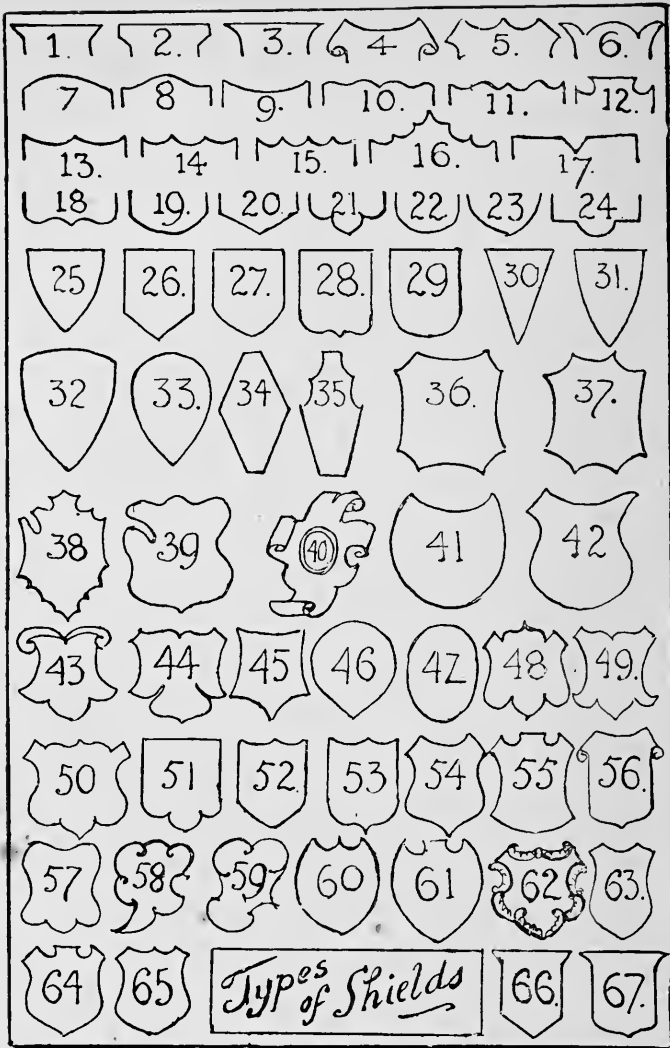 1. 2. 3. 4 5. 6.
7 8. 9. 10. 11. 12.
13. 14 15. 16. 17.
18 19. 20. 21 22 23 24
25 26. 27. 28. 29 30 31.
32 33. 34 35 36. 37.
38 39 40 41 42
43 44 45 46 47 48 49.
50 51 52. 53 54 55 56.
57 58 59 60 61 62 63.
64 65 Types of Shields 66. 67.